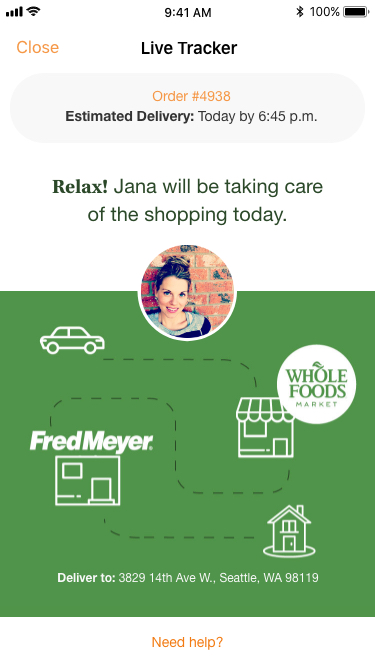 9:41 AM
100%
Close
Live Tracker
Order #4938
Estimated Delivery: Today by 6:45 p.m.
Relax! Jana will be taking care
of the shopping today.
WHOLE
FOODS
MARKET
FredMeyer.
Deliver to: 3829 14th Ave W., Seattle, WA 98119
Need help?